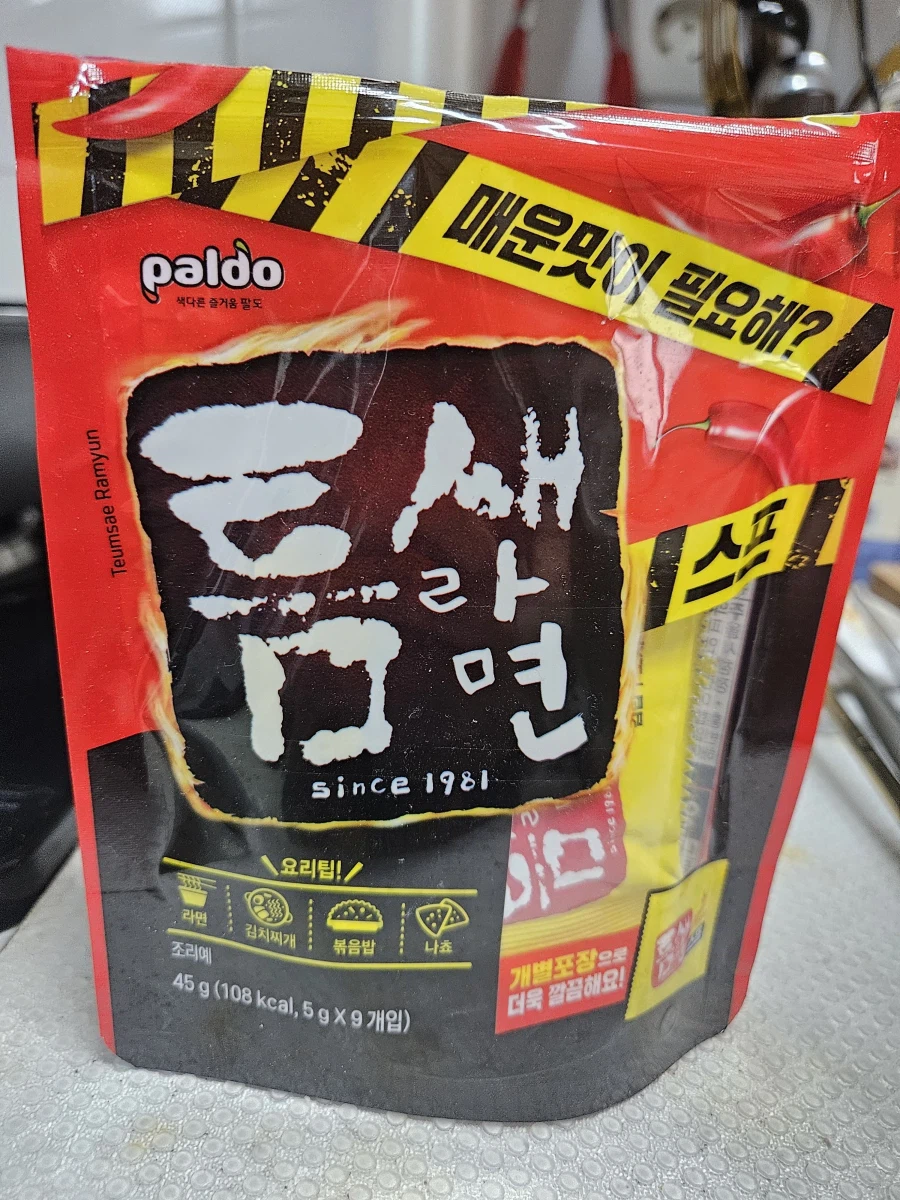 매운맛이 필요해?
paldo
색다른 즐거움 팔도
Teumsae Ramyun
틈새
라면
since 1981
스프
요리팁!
라면
김치찌개
볶음밥
나쵸
조리예
45 g (108 kcal, 5 g X 9 개입)
개별포장으로
더욱 깔끔해요!